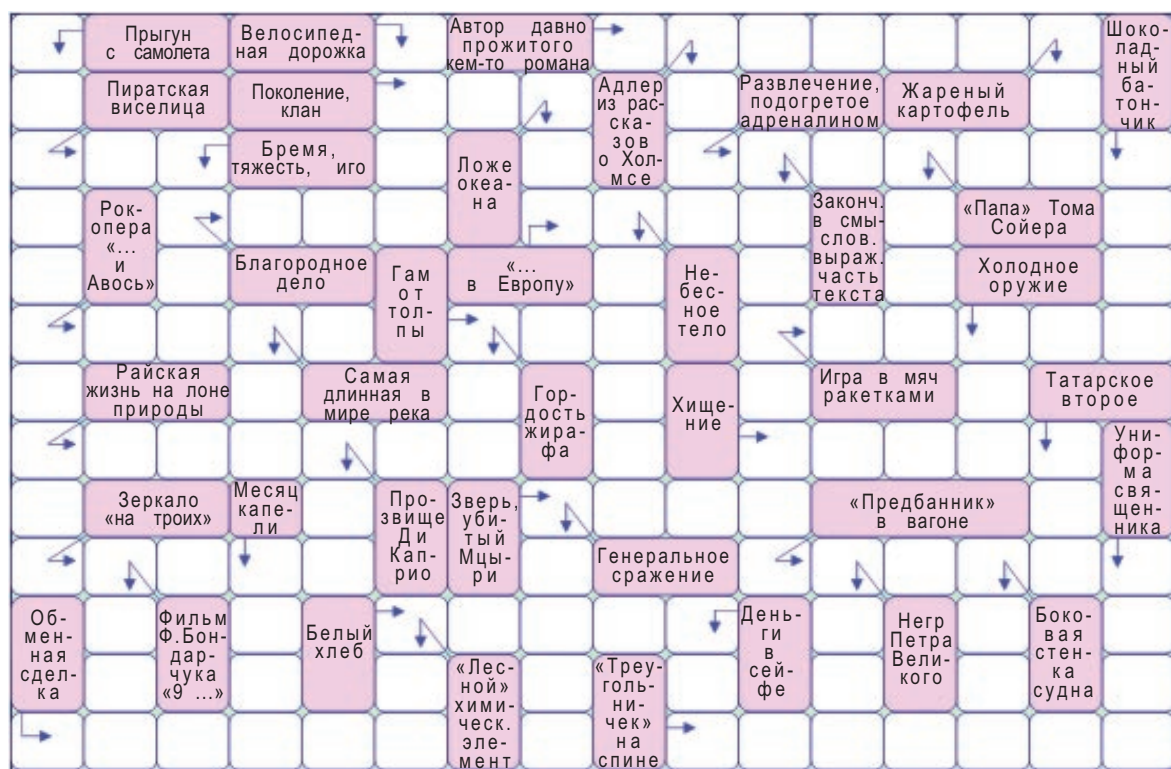 Прыгун
с самолета
Велосипед-
ная дорожка
Автор давно
прожитого
кем-то романа
Шоко-
лад-
ный
ба-
тон-
чик
Пиратская
виселица
Поколение,
клан
Адлер
из рас-
ска-
зов
о Хол-
мсе
Развлечение,
подогретое
адреналином
Жареный
картофель
Бремя,
тяжесть, иго
Ложе
океа-
на
Рок-
опера
«...
и
Авось»
Законч.
в смы-
слов.
выраж.
часть
текста
«Папа» Тома
Сойера
Благородное
дело
Гам
от
тол-
пы
«...
в Европу»
Не-
бес-
ное
тело
Холодное
оружие
Райская
жизнь на лоне
природы
Самая
длинная в
мире река
Гор-
дость
жира-
фа
Хище-
ние
Игра в мяч
ракетками
Татарское
второе
Уни-
фор-
ма
свя-
щен-
ника
Зеркало
«на троих»
Месяц
капе-
ли
Про-
звище
Ди
Кап-
рио
Зверь,
уби-
тый
Мцы-
ри
«Предбанник»
в вагоне
Генеральное
сражение
Об-
мен-
ная
сдел-
ка
Фильм
Ф.Бон-
дар-
чука
«9 ...»
Белый
хлеб
День-
ги
в
сей-
фе
Негр
Петра
Вели-
кого
Боко-
вая
стен-
ка
судна
«Лес-
ной»
хими-
ческ.
эле-
мент
«Треу-
голь-
ни-
чек»
на
спине